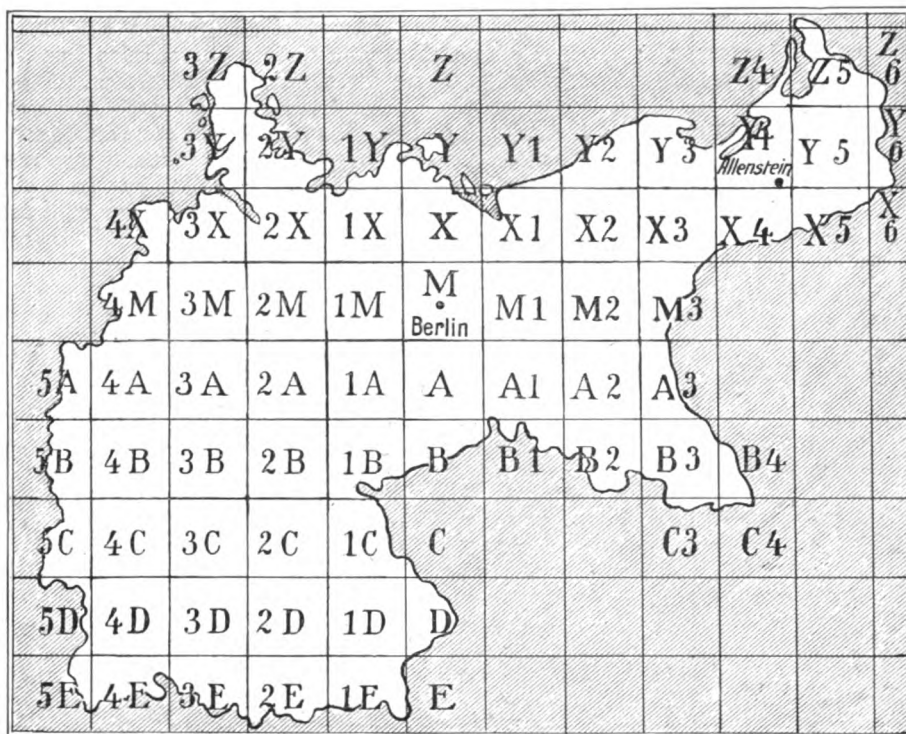 3Z 2Z Z Z4 Z5 Z6
3Y 2Y 1Y Y Y1 Y2 Y3 Y4 Y5 Y6
Allenstein
4X 3X 2X 1X X X1 X2 X3 X4 X5 X6
4M 3M 2M 1M M M1 M2 M3
Berlin
5A 4A 3A 2A 1A A A1 A2 A3
5B 4B 3B 2B 1B B B1 B2 B3 B4
5C 4C 3C 2C 1C C C3 C4
5D 4D 3D 2D 1D D
5E 4E 3E 2E 1E E